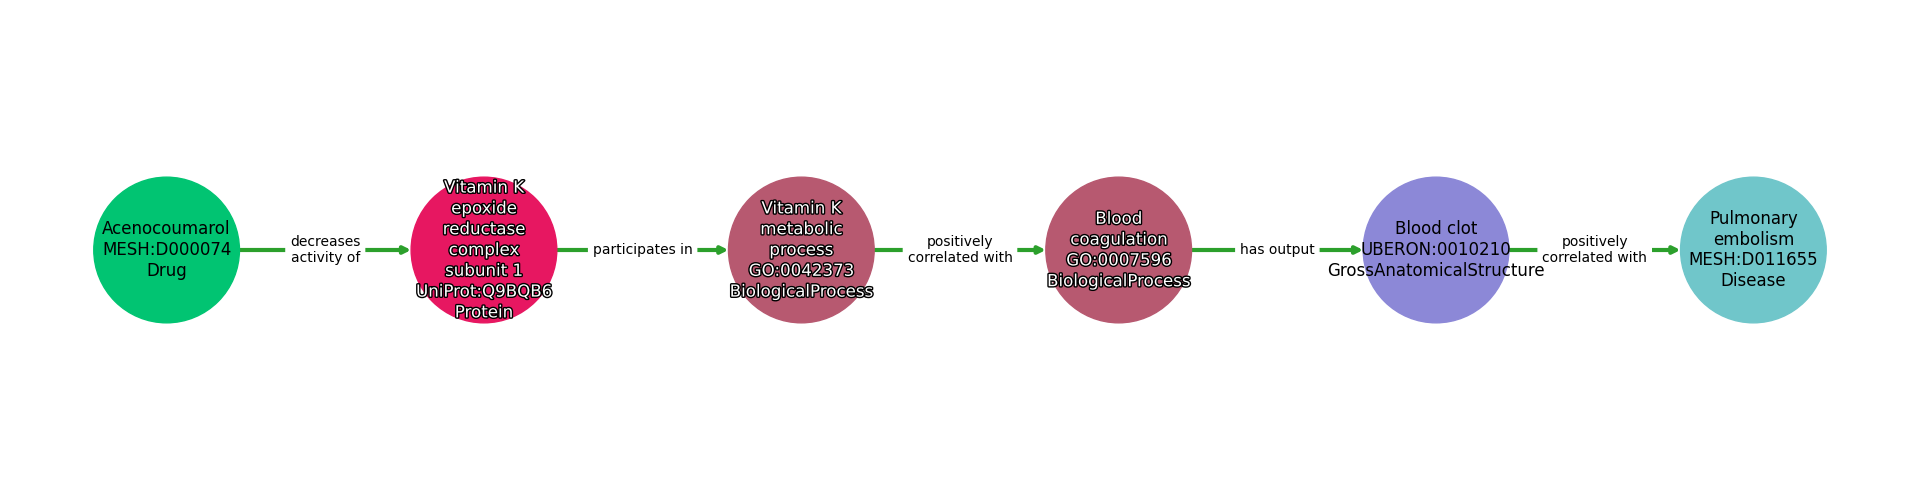 Acenocoumarol
MESH:D000074
Drug
decreases
activity of
Vitamin K
epoxide
reductase
complex
subunit 1
UniProt:Q9BQB6
Protein
participates in
Vitamin K
metabolic
process
GO:0042373
BiologicalProcess
positively
correlated with
Blood
coagulation
GO:0007596
BiologicalProcess
has output
Blood clot
UBERON:0010210
GrossAnatomicalStructure
positively
correlated with
Pulmonary
embolism
MESH:D011655
Disease